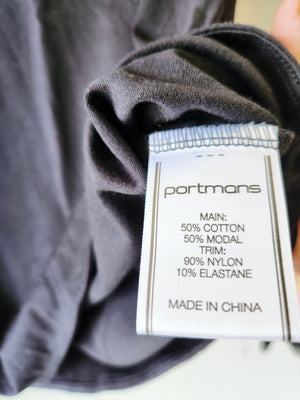 portmans
MAIN:
50% COTTON
50% MODAL
TRIM:
90% NYLON
10% ELASTANE
MADE IN CHINA